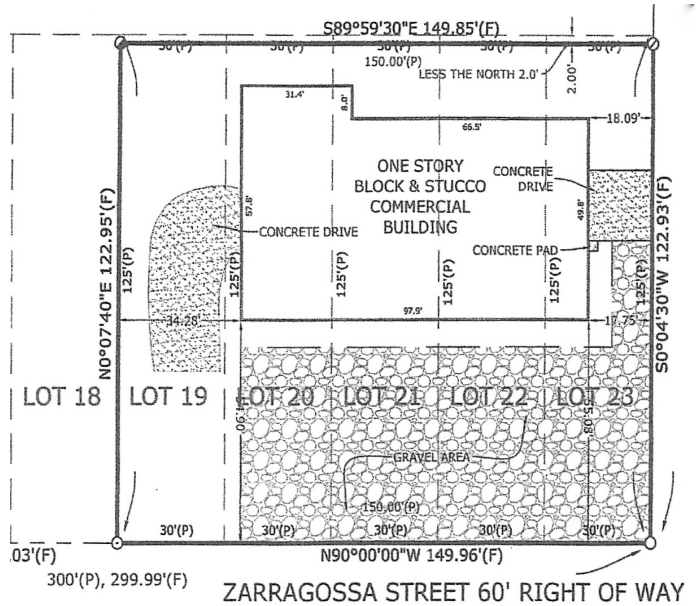 S89°59'30"E 149.85'(F)
30'(P) 30'(P) 30'(P) 30'(P) 30'(P)
150.00'(P)
LESS THE NORTH 2.0'
2.00'
31.4'
8.0'
66.5'
18.09'
ONE STORY
BLOCK & STUCCO
COMMERCIAL
BUILDING
CONCRETE
DRIVE
CONCRETE DRIVE
CONCRETE PAD
57.8'
49.8'
N0°07'40"E 122.95'(F)
125'(P) 125'(P) 125'(P) 125'(P) 125'(P) 125'(P)
S0°04'30"W 122.93'(F)
34.28' 97.9' 17.75'
LOT 18 LOT 19 LOT 20 LOT 21 LOT 22 LOT 23
GRAVEL AREA
150.00'(P)
30'(P) 30'(P) 30'(P) 30'(P) 30'(P)
.03'(F)
N90°00'00"W 149.96'(F)
300'(P), 299.99'(F)
ZARRAGOSSA STREET 60' RIGHT OF WAY